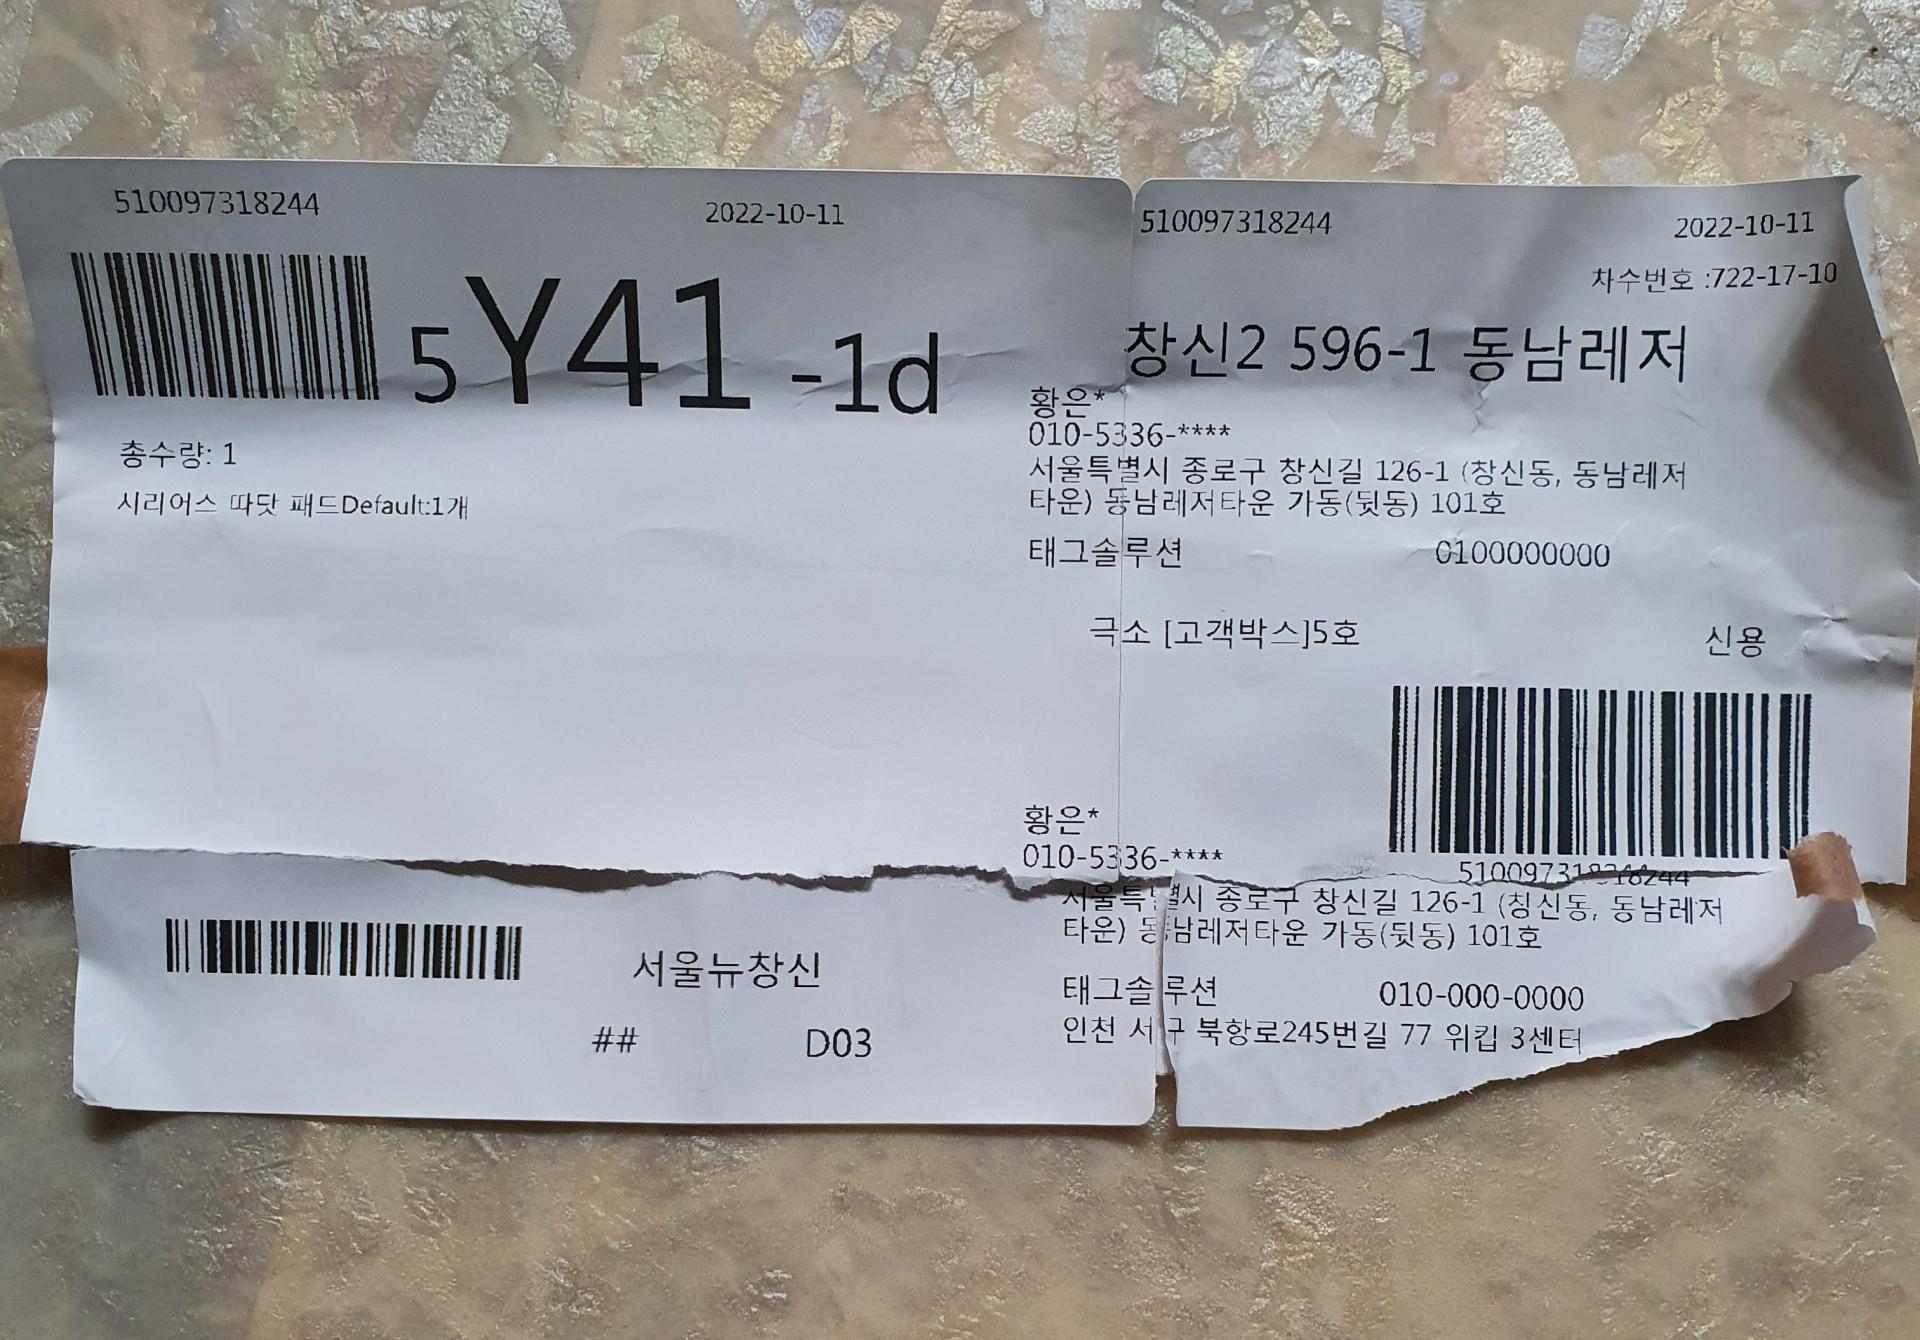 510097318244 2022-10-11
5Y41 -1d
총수량: 1
시리어스 따닷 패드Default:1개
510097318244 2022-10-11
차수번호 :722-17-10
창신2 596-1 동남레저
황은*
010-5336-****
서울특별시 종로구 창신길 126-1 (창신동, 동남레저
타운) 동남레저타운 가동(뒷동) 101호
태그솔루션 0100000000
극소 [고객박스]5호 신용
황은*
010-5336-****
서울특별시 종로구 창신길 126-1 (창신동, 동남레저
타운) 동남레저타운 가동(뒷동) 101호
태그솔루션 010-000-0000
인천 서구 북항로245번길 77 위킵 3센터
서울뉴창신
## D03